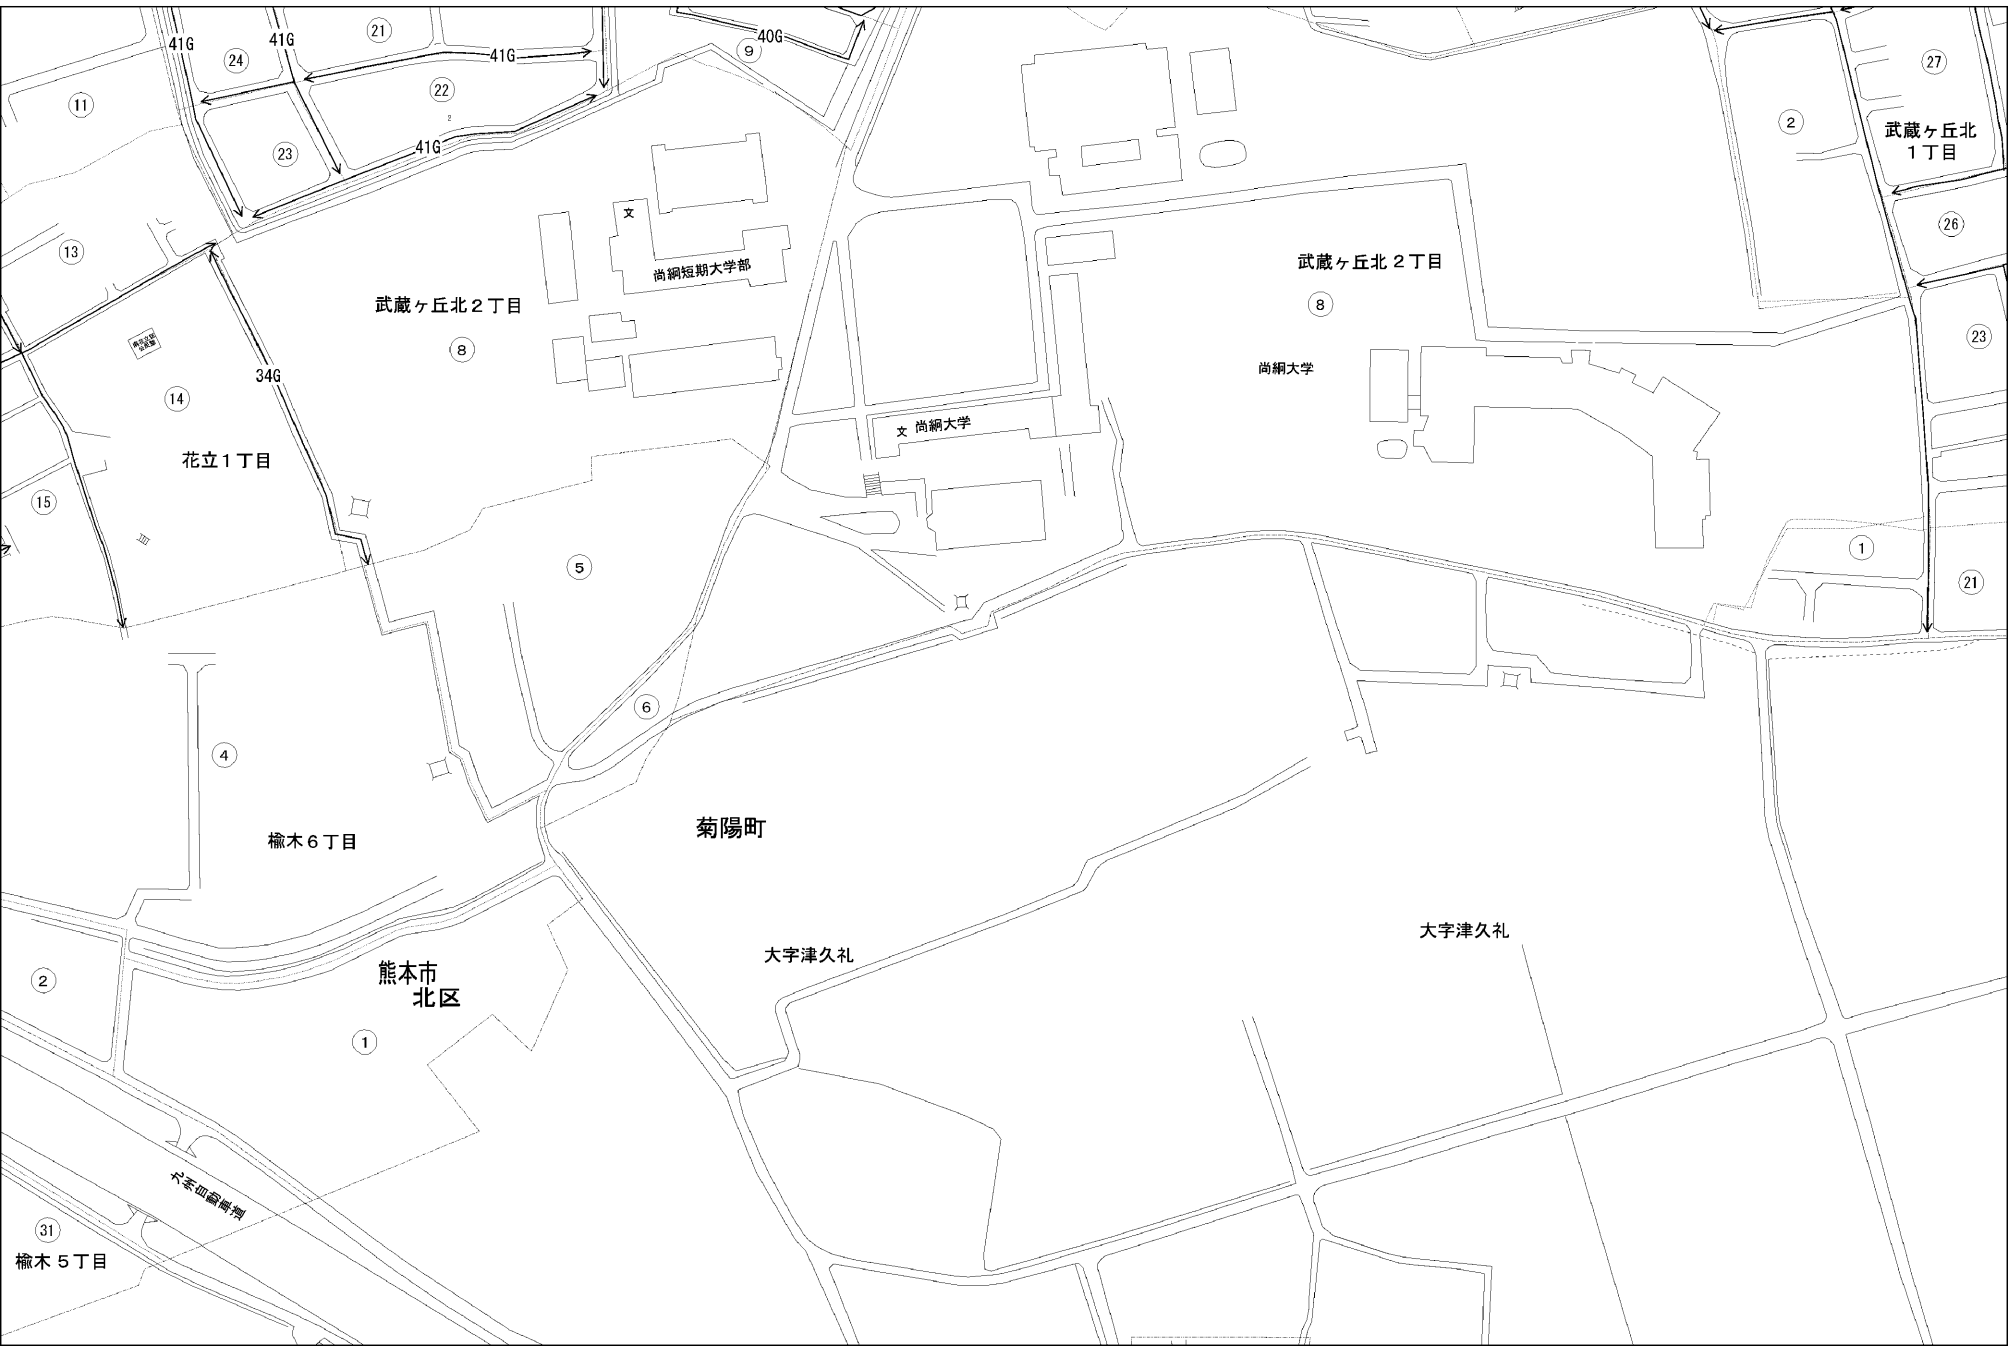 41G
41G
21
24
41G
22
11
2
23
41G
9
40G
27
2
武蔵ヶ丘北
1丁目
文
尚絅短期大学部
13
26
武蔵ヶ丘北2丁目
8
武蔵ヶ丘北2丁目
8
23
34G
14
尚絅大学
文 尚絅大学
花立1丁目
15
5
1
21
6
4
楡木6丁目
菊陽町
大字津久礼
大字津久礼
2
熊本市
北区
1
九州自動車道
31
楡木5丁目